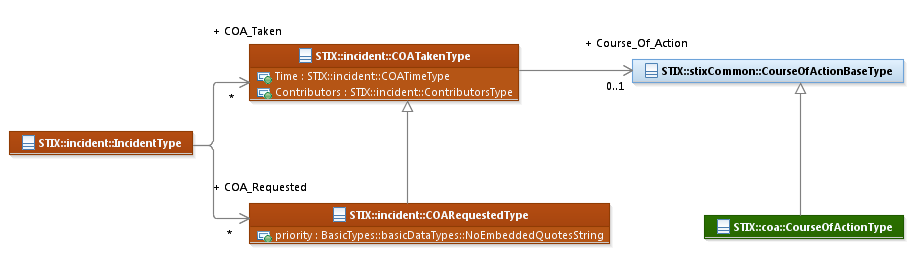 + COA_Taken
STIX::incident::COATakenType
Time : STIX::incident::COATimeType
Contributors : STIX::incident::ContributorsType
*
+ Course_Of_Action
0..1
STIX::stixCommon::CourseOfActionBaseType
STIX::incident::IncidentType
+ COA_Requested
*
STIX::incident::COARequestedType
priority : BasicTypes::basicDataTypes::NoEmbeddedQuotesString
STIX::coa::CourseOfActionType